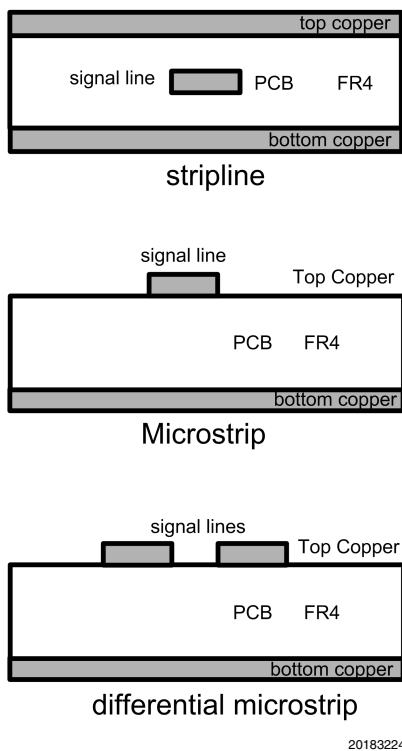 top copper
signal line PCB FR4
bottom copper
stripline
signal line
Top Copper
PCB FR4
bottom copper
Microstrip
signal lines
Top Copper
PCB FR4
bottom copper
differential microstrip
20183224